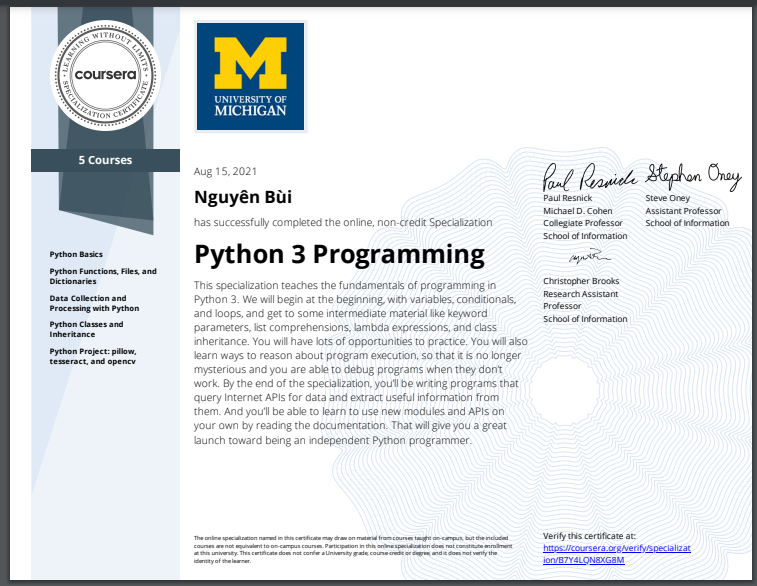 LEARNING WITHOUT LIMITS
coursera
SPECIALIZATION CERTIFICATE
M
UNIVERSITY OF
MICHIGAN
5 Courses
Python Basics
Python Functions, Files, and
Dictionaries
Data Collection and
Processing with Python
Python Classes and
Inheritance
Python Project: pillow,
tesseract, and opencv
Aug 15, 2021
Nguyên Bùi
has successfully completed the online, non-credit Specialization
Python 3 Programming
This specialization teaches the fundamentals of programming in
Python 3. We will begin at the beginning, with variables, conditionals,
and loops, and get to some intermediate material like keyword
parameters, list comprehensions, lambda expressions, and class
inheritance. You will have lots of opportunities to practice. You will also
learn ways to reason about program execution, so that it is no longer
mysterious and you are able to debug programs when they don't
work. By the end of the specialization, you'll be writing programs that
query Internet APIs for data and extract useful information from
them. And you'll be able to learn to use new modules and APIs on
your own by reading the documentation. That will give you a great
launch toward being an independent Python programmer.
Paul Resnick
Stephen Oney
Paul Resnick
Michael D. Cohen
Collegiate Professor
School of Information
Steve Oney
Assistant Professor
School of Information
Christopher Brooks
Research Assistant
Professor
School of Information
The online specialization named in this certificate may draw on material from courses taught on-campus, but the included
courses are not equivalent to on-campus courses. Participation in this online specialization does not constitute enrollment
at this university. This certificate does not confer a University grade, course credit or degree, and it does not verify the
identity of the learner.
Verify this certificate at:
https://coursera.org/verify/specializat
ion/B7Y4LQN8XG8M